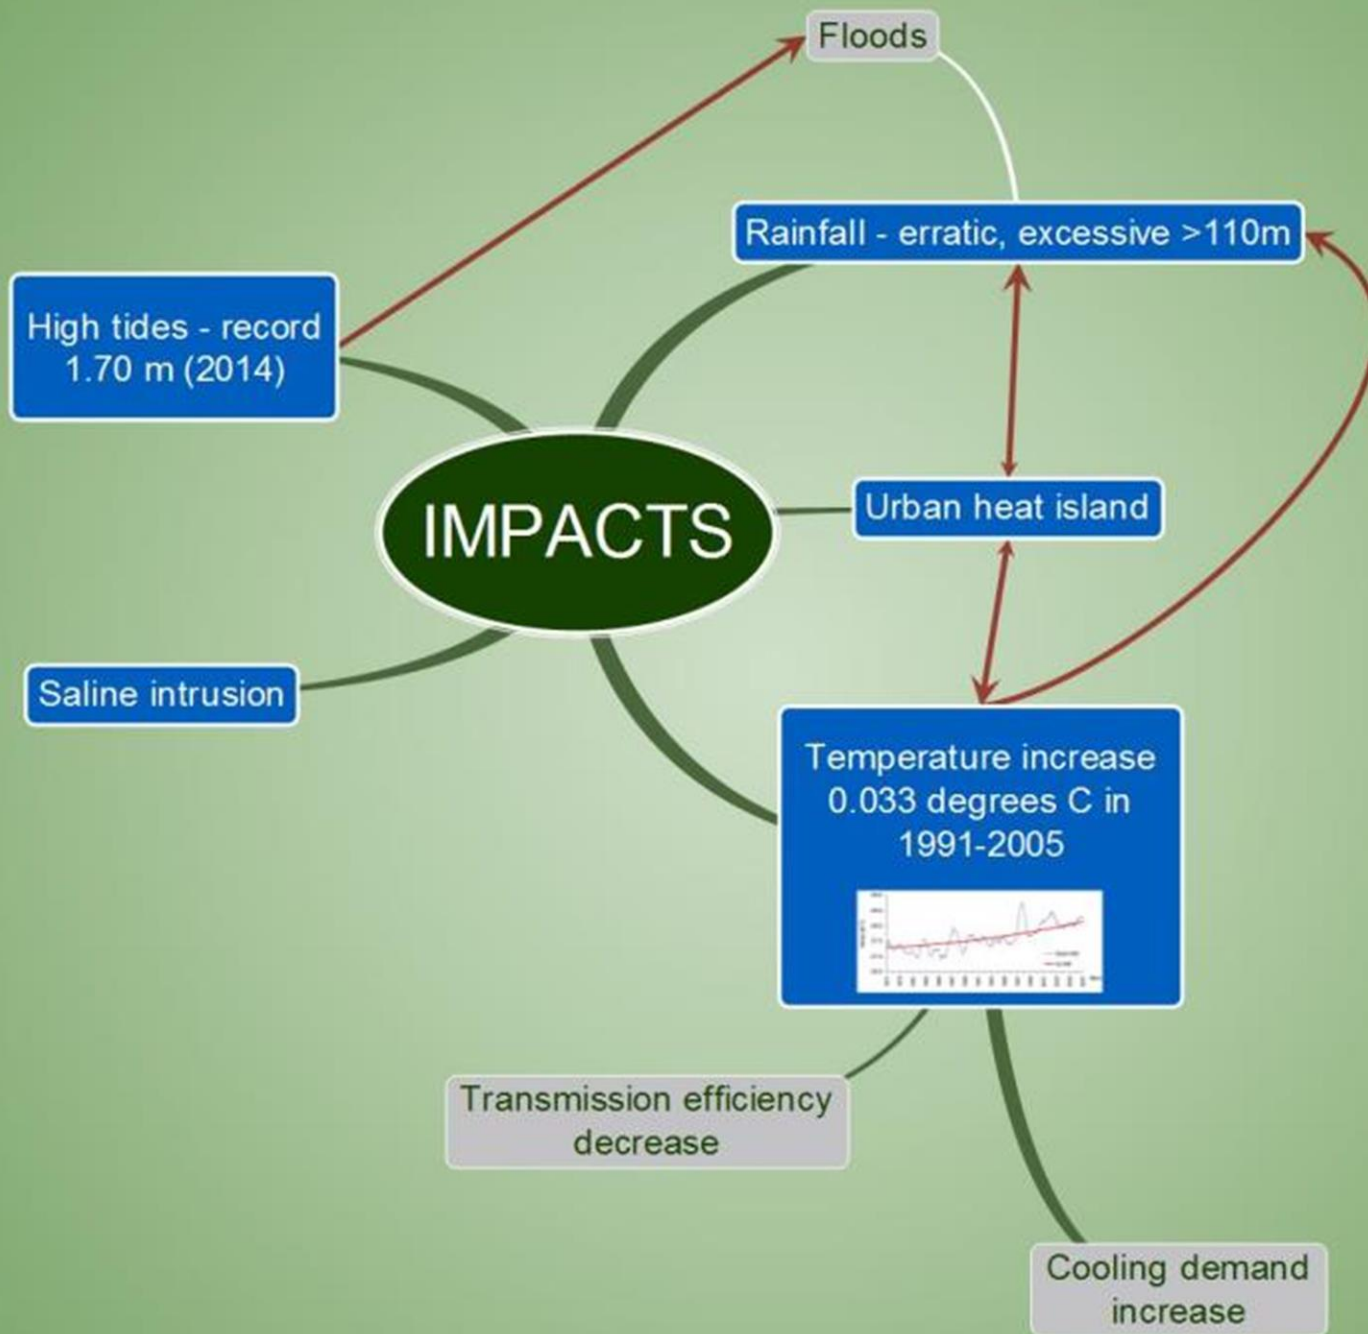 Floods
Rainfall - erratic, excessive >110m
High tides - record
1.70 m (2014)
IMPACTS
Urban heat island
Saline intrusion
Temperature increase
0.033 degrees C in
1991-2005
Transmission efficiency
decrease
Cooling demand
increase